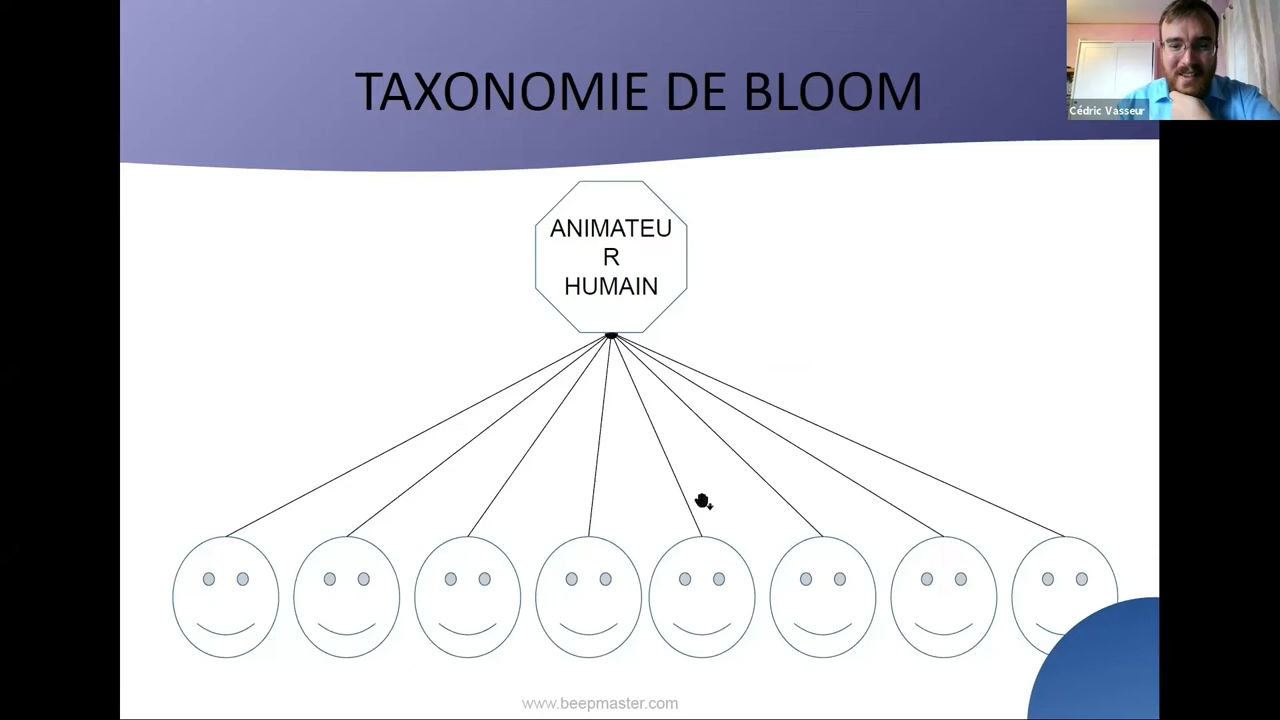 TAXONOMIE DE BLOOM
Cédric Vasseur
ANIMATEU
R
HUMAIN
www.beepmaster.com